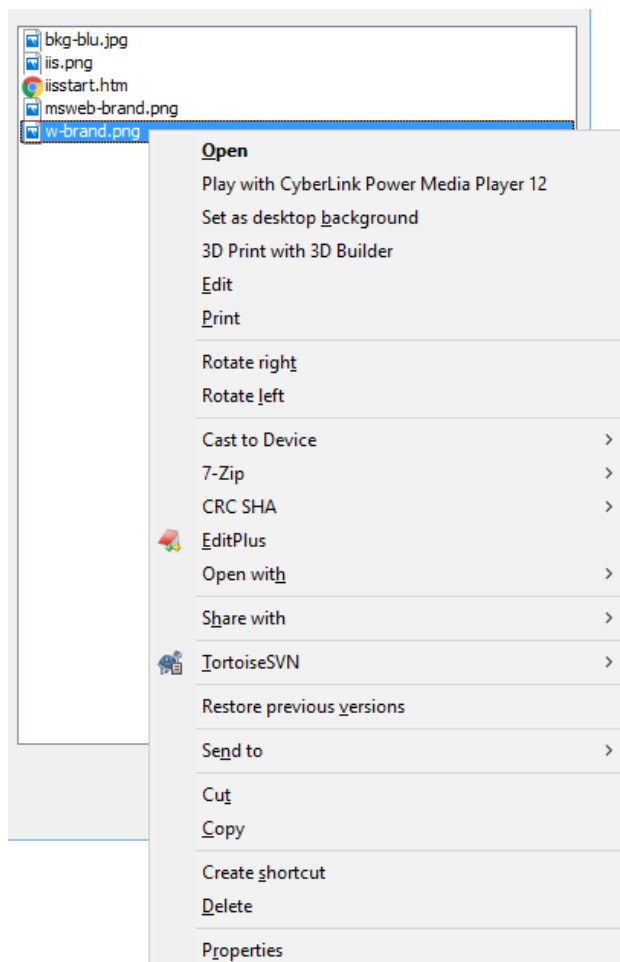 bkg-blu.jpg
iis.png
iisstart.htm
msweb-brand.png
w-brand.png
Open
Play with CyberLink Power Media Player 12
Set as desktop background
3D Print with 3D Builder
Edit
Print
Rotate right
Rotate left
Cast to Device
7-Zip
CRC SHA
EditPlus
Open with
Share with
TortoiseSVN
Restore previous versions
Send to
Cut
Copy
Create shortcut
Delete
Properties